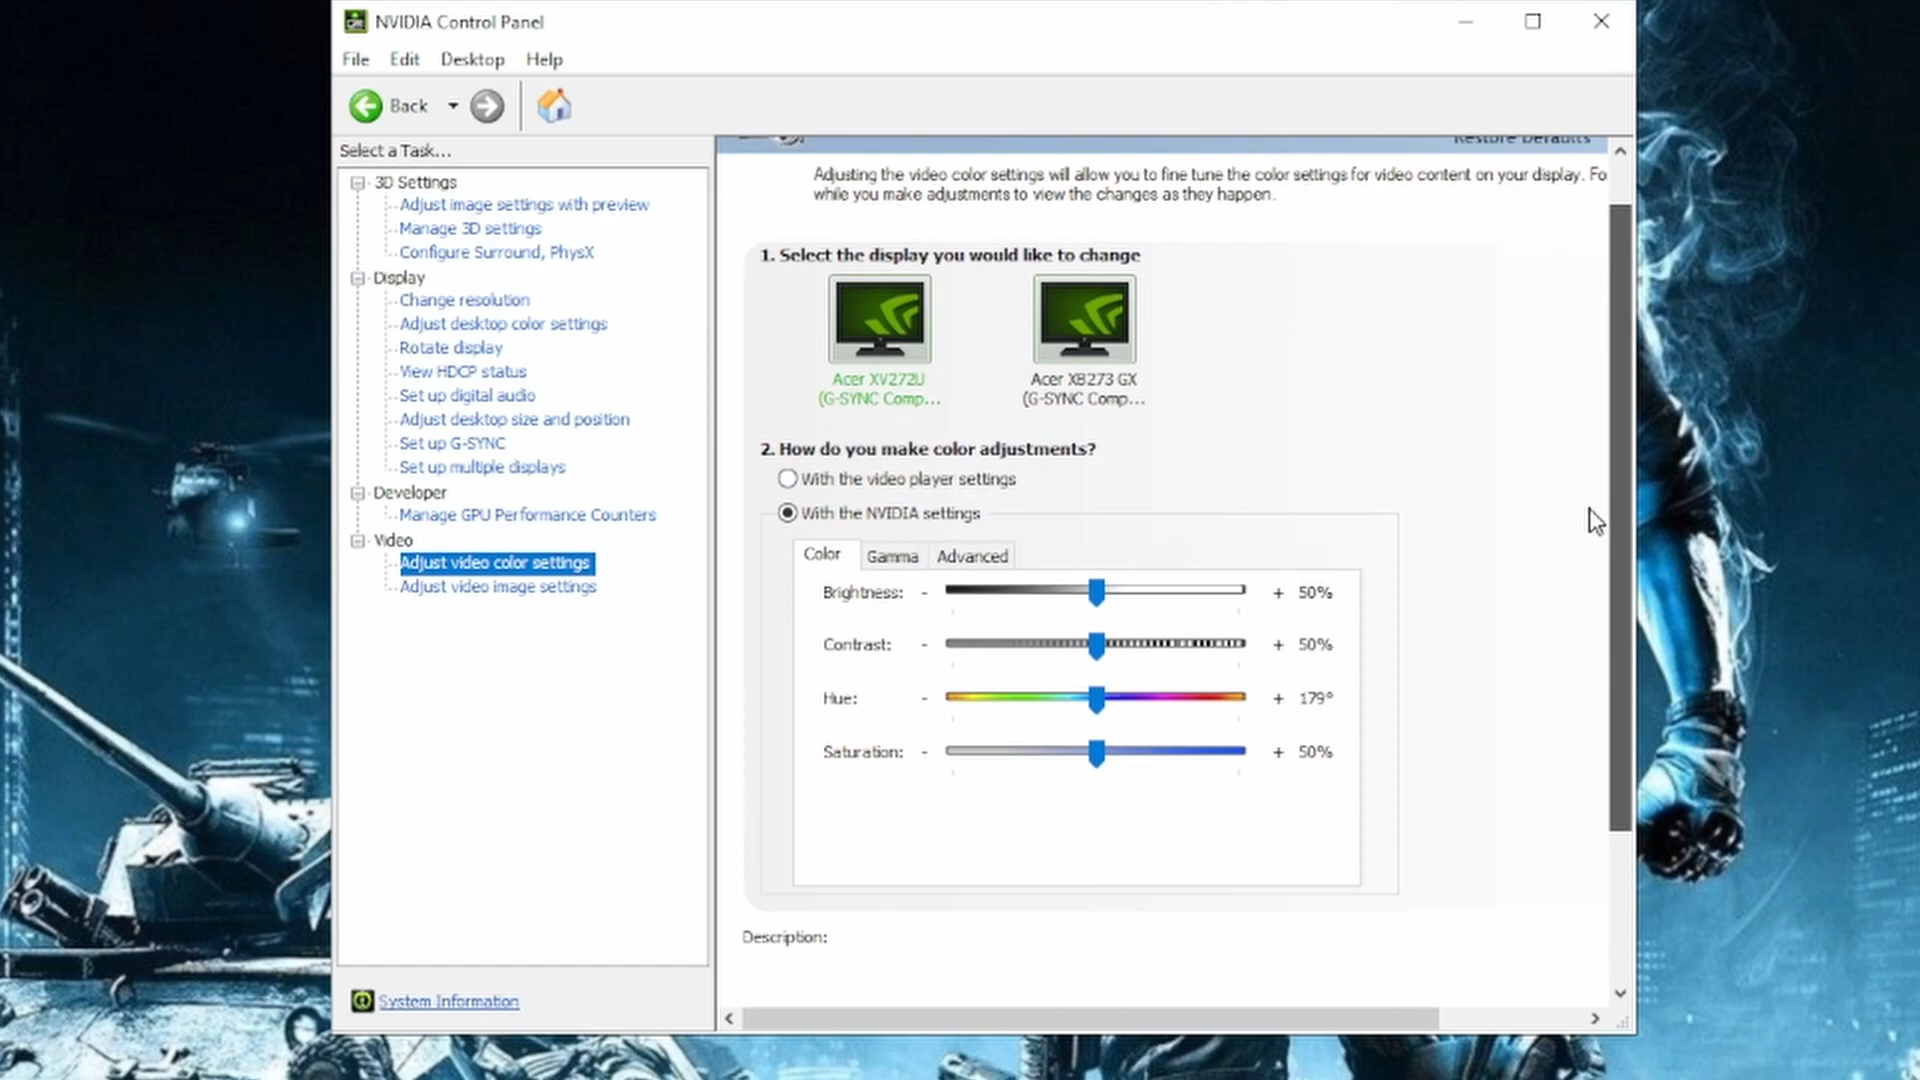 NVIDIA Control Panel
File Edit Desktop Help
Back
Select a Task...
3D Settings
Adjust image settings with preview
Manage 3D settings
Configure Surround, PhysX
Display
Change resolution
Adjust desktop color settings
Rotate display
View HDCP status
Set up digital audio
Adjust desktop size and position
Set up G-SYNC
Set up multiple displays
Developer
Manage GPU Performance Counters
Video
Adjust video color settings
Adjust video image settings
System Information
Restore Defaults
Adjusting the video color settings will allow you to fine tune the color settings for video content on your display. Fo
while you make adjustments to view the changes as they happen.
1. Select the display you would like to change
Acer XV272U
(G-SYNC Comp...
Acer XB273 GX
(G-SYNC Comp...
2. How do you make color adjustments?
With the video player settings
With the NVIDIA settings
Color Gamma Advanced
Brightness: - + 50%
Contrast: - + 50%
Hue: - + 179°
Saturation: - + 50%
Description: